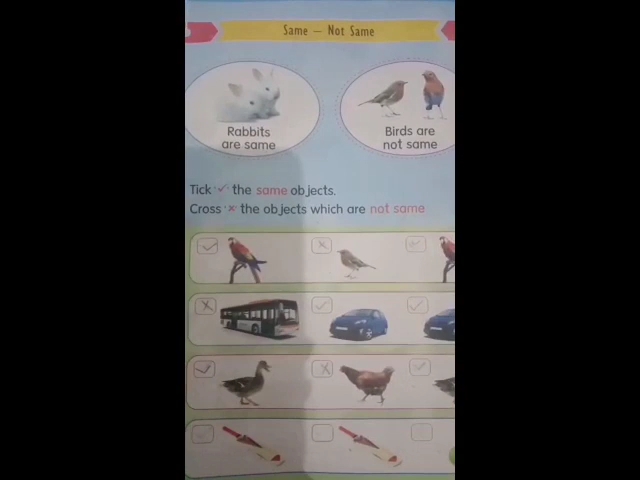 Same — Not Same
Rabbits
are same
Birds are
not same
Tick ✓ the same objects.
Cross × the objects which are not same